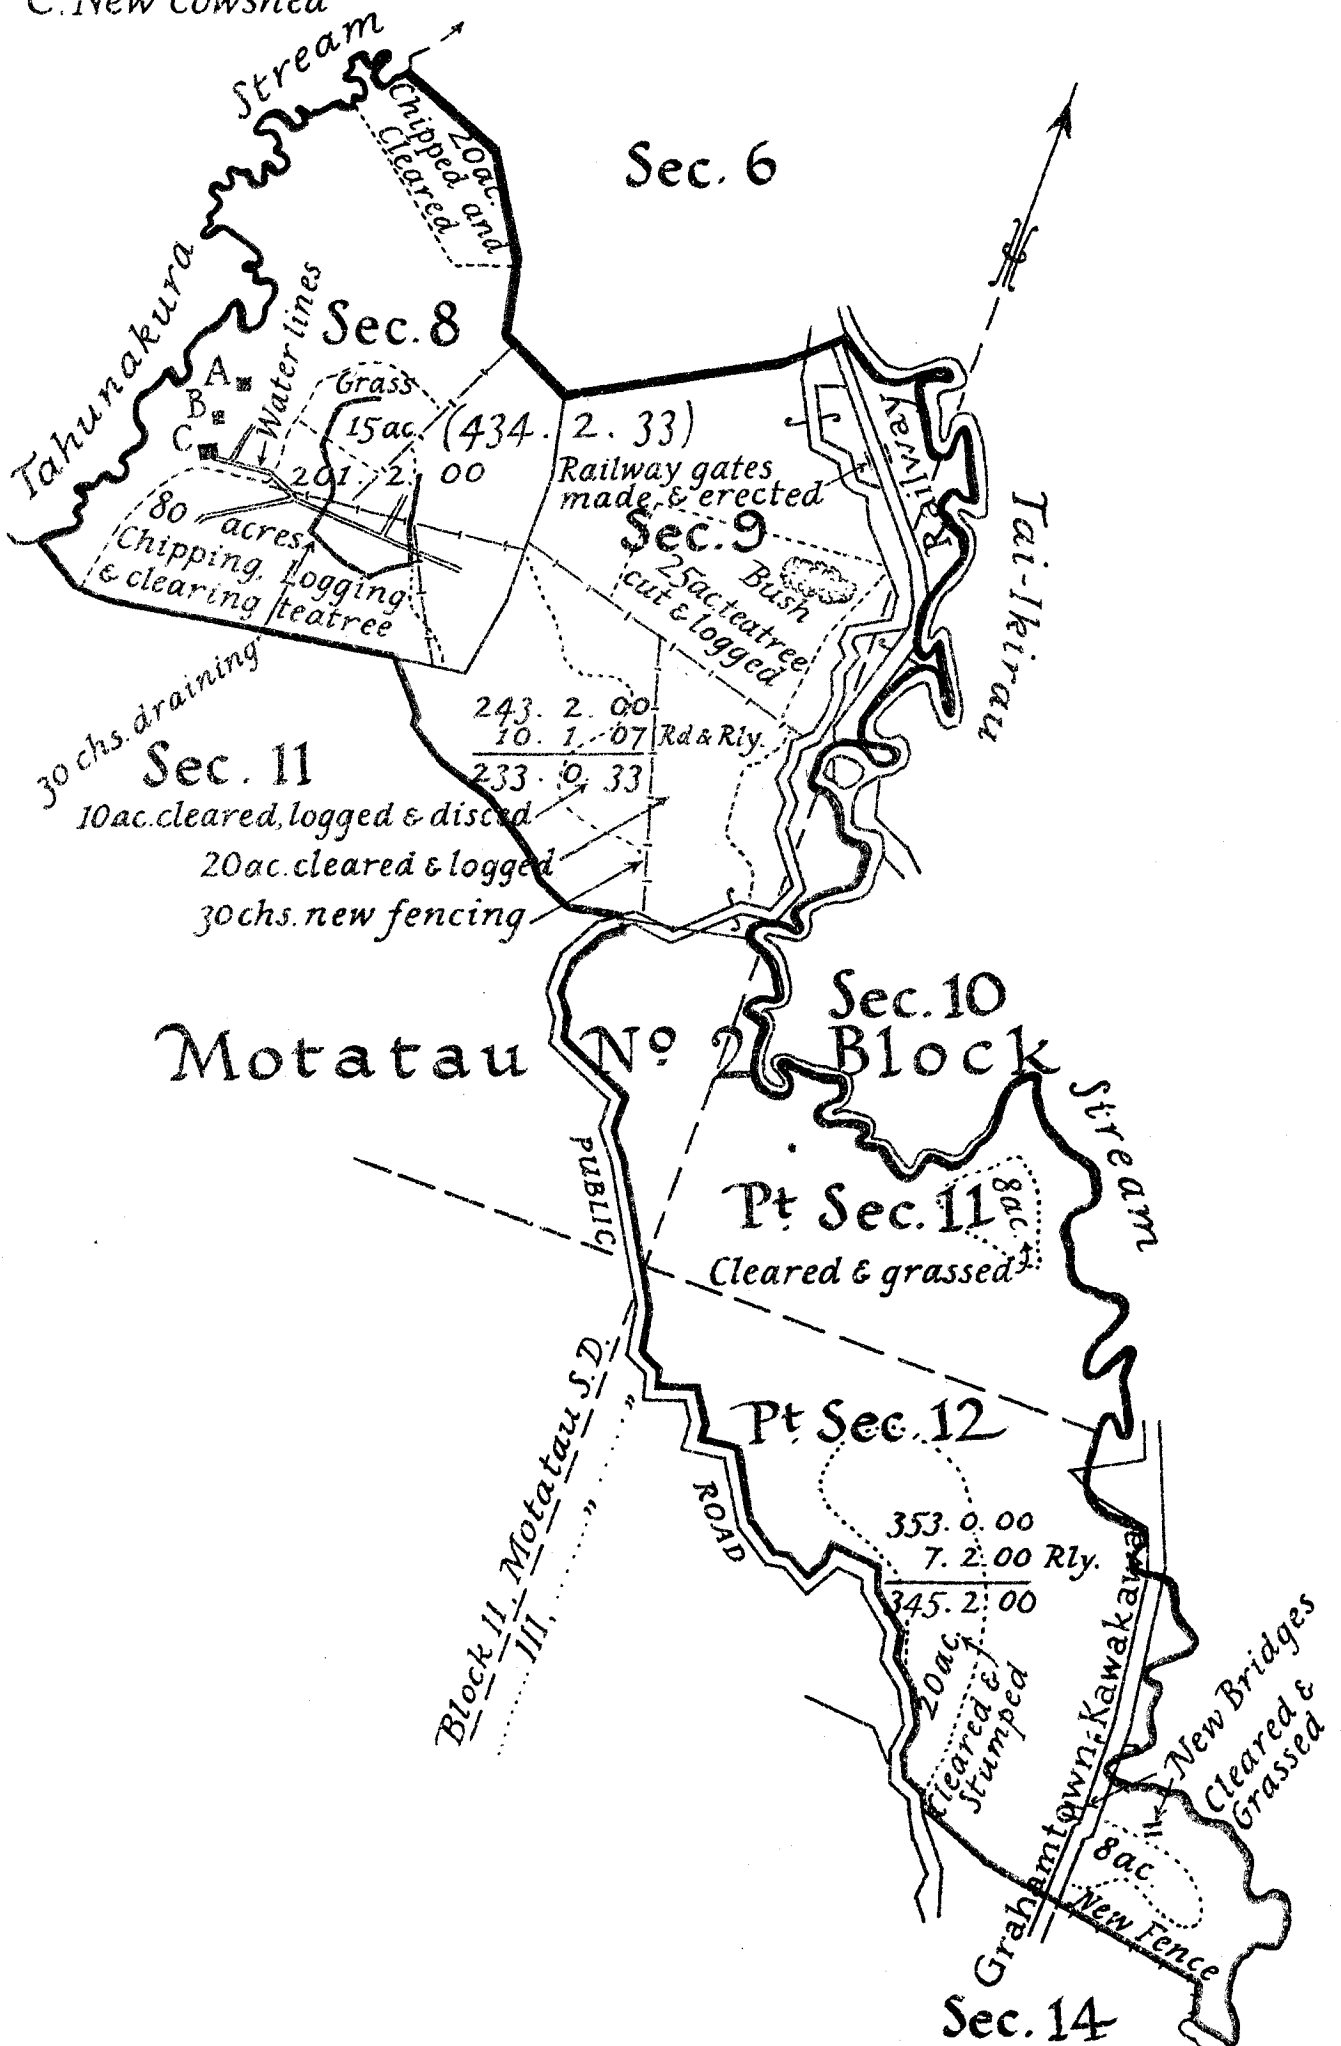 C. New Cowshed
Stream
20ac.
Chipped and
Cleared
Sec. 6
Tahunakura
Water lines
Sec. 8
A
B
C
Grass
15ac.
(434. 2. 33)
201. 2. 00
Railway gates
made & erected
Railway
Sec. 9
80 acres
Chipping, Logging
& clearing teatree
25ac. teatree
cut & logged
Bush
Tai-Ikirau
30 chs. draining
243. 2. 00
10. 1. 07 Rd & Rly.
233. 0. 33
Sec. 11
10ac. cleared, logged & disced
20ac. cleared & logged
30 chs. new fencing
Sec. 10
Motatau No. 2 Block
Stream
PUBLIC
Pt. Sec. 11
8ac.
Cleared & grassed
Block II, Motatau S.D.
III, " "
Pt. Sec. 12
ROAD
353. 0. 00
7. 2. 00 Rly.
345. 2. 00
20ac.
Cleared &
Stumped
Grahamtown-Kawakawa
New Bridges
Cleared &
Grassed
8ac.
New Fence
Sec. 14